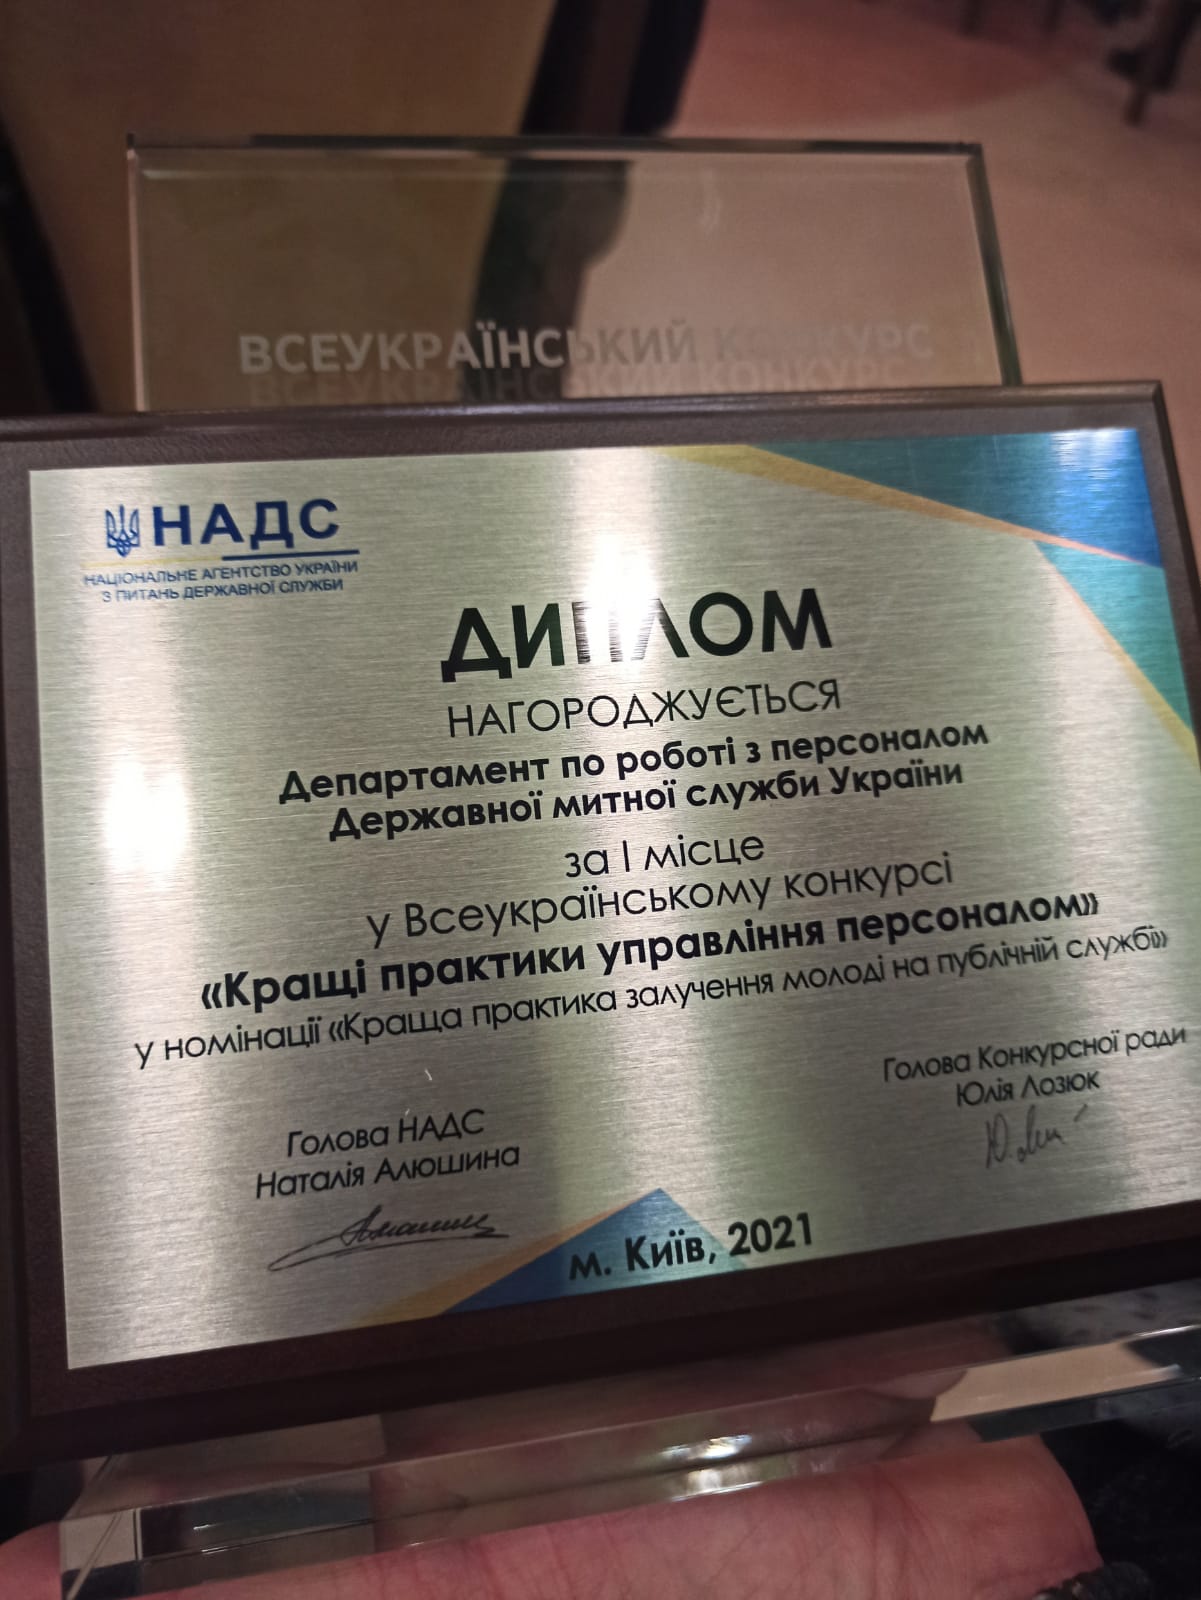 ВСЕУКРАЇНСЬКИЙ КОНКУРС
НАДС
НАЦІОНАЛЬНЕ АГЕНТСТВО УКРАЇНИ
З ПИТАНЬ ДЕРЖАВНОЇ СЛУЖБИ
ДИПЛОМ
НАГОРОДЖУЄТЬСЯ
Департамент по роботі з персоналом
Державної митної служби України
за І місце
у Всеукраїнському конкурсі
«Кращі практики управління персоналом»
у номінації «Краща практика залучення молоді на публічній службі»
Голова Конкурсної ради
Юлія Лозюк
Голова НАДС
Наталія Алюшина
м. Київ, 2021